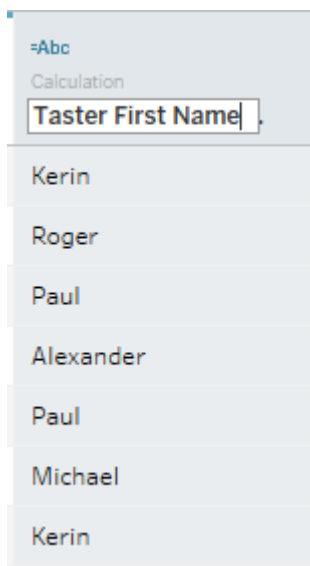 =Abc
Calculation
Taster First Name
Kerin
Roger
Paul
Alexander
Paul
Michael
Kerin